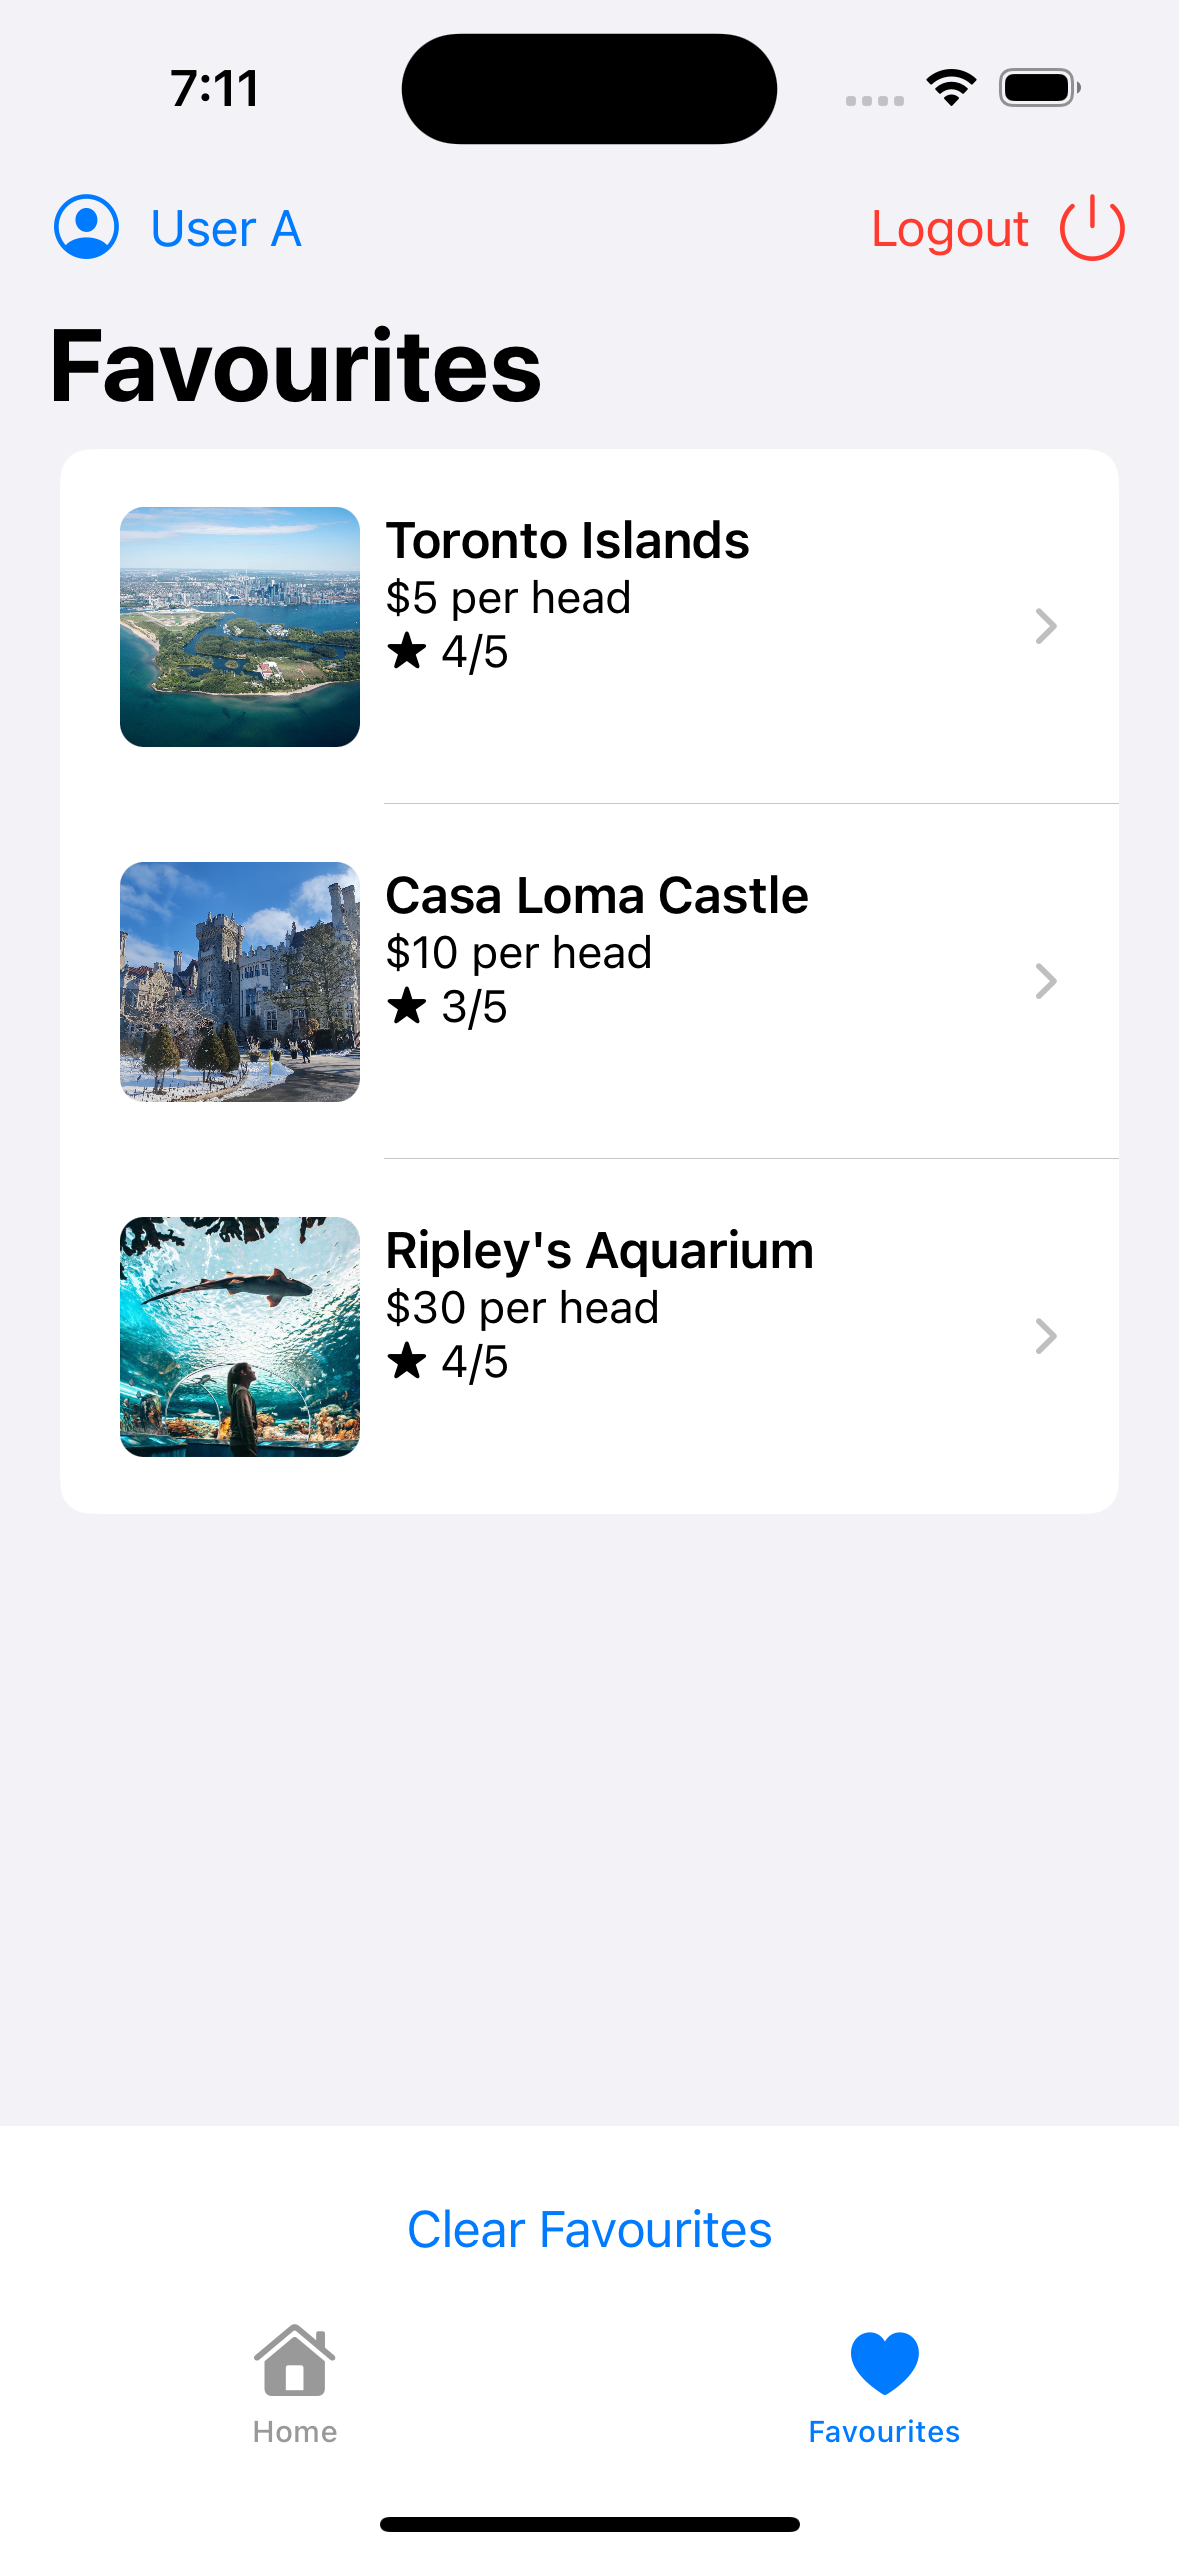 7:11
User A
Logout
Favourites
Toronto Islands
$5 per head
★ 4/5
Casa Loma Castle
$10 per head
★ 3/5
Ripley's Aquarium
$30 per head
★ 4/5
Clear Favourites
Home
Favourites